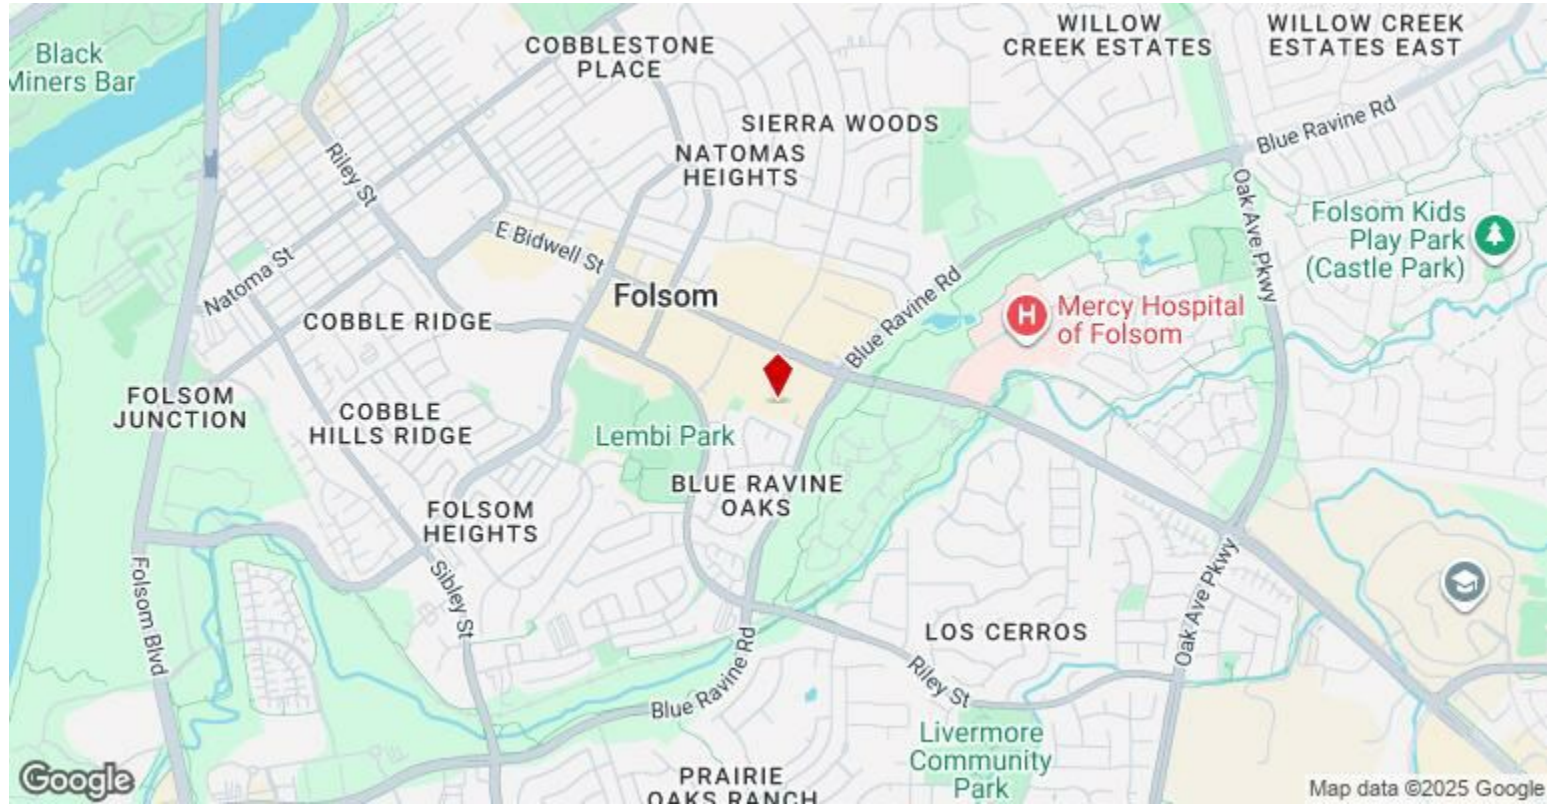 WILLOW
CREEK ESTATES
WILLOW CREEK
ESTATES EAST
COBBLESTONE
PLACE
Black
Miners Bar
SIERRA WOODS
Blue Ravine Rd
NATOMAS
HEIGHTS
Riley St
Oak Ave Pkwy
Folsom Kids
Play Park
(Castle Park)
E Bidwell St
Natoma St
Folsom
Blue Ravine Rd
H
Mercy Hospital
of Folsom
COBBLE RIDGE
FOLSOM
JUNCTION
COBBLE
HILLS RIDGE
Lembi Park
BLUE RAVINE
OAKS
FOLSOM
HEIGHTS
Folsom Blvd
Sibley St
Oak Ave Pkwy
LOS CERROS
Blue Ravine Rd
Riley St
Livermore
Community
Park
PRAIRIE
OAKS RANCH
Google
Map data ©2025 Google